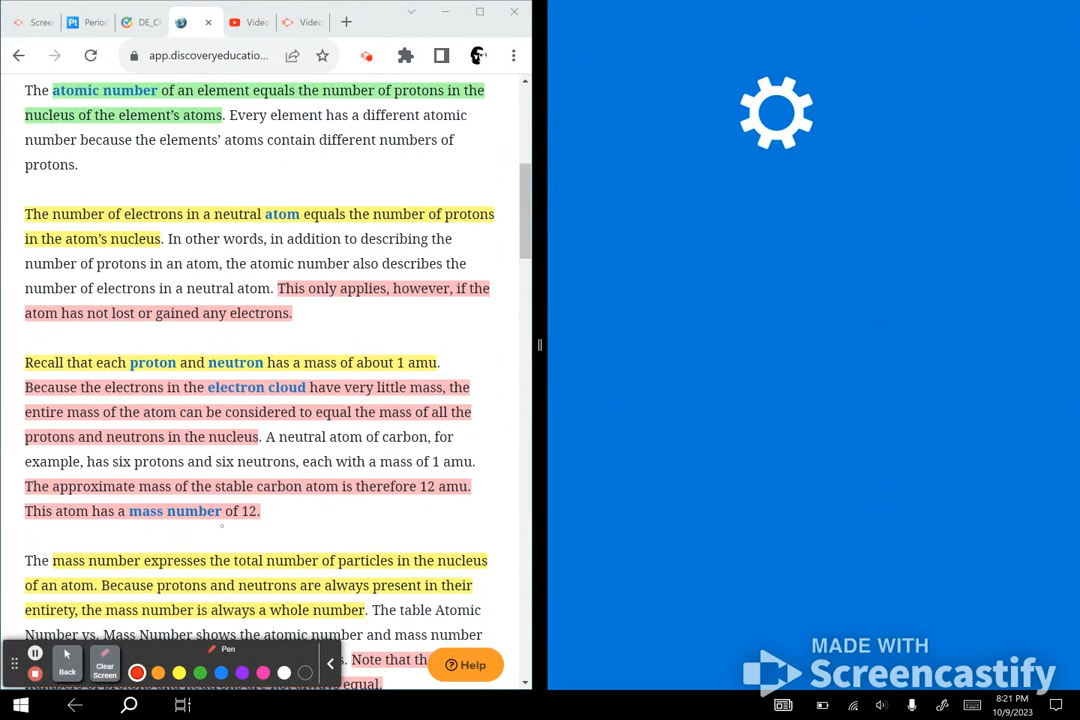 Scree
Pt Perio
DE_Cl
Vide
Vide
app.discoveryeducatio...
The atomic number of an element equals the number of protons in the
nucleus of the element's atoms. Every element has a different atomic
number because the elements' atoms contain different numbers of
protons.
The number of electrons in a neutral atom equals the number of protons
in the atom's nucleus. In other words, in addition to describing the
number of protons in an atom, the atomic number also describes the
number of electrons in a neutral atom. This only applies, however, if the
atom has not lost or gained any electrons.
Recall that each proton and neutron has a mass of about 1 amu.
Because the electrons in the electron cloud have very little mass, the
entire mass of the atom can be considered to equal the mass of all the
protons and neutrons in the nucleus. A neutral atom of carbon, for
example, has six protons and six neutrons, each with a mass of 1 amu.
The approximate mass of the stable carbon atom is therefore 12 amu.
This atom has a mass number of 12.
The mass number expresses the total number of particles in the nucleus
of an atom. Because protons and neutrons are always present in their
entirety, the mass number is always a whole number. The table Atomic
Number vs. Mass Number shows the atomic number and mass number
Note that th
equal.
Pen
Back
Clear
Screen
Help
MADE WITH
Screencastify
8:21 PM
10/9/2023